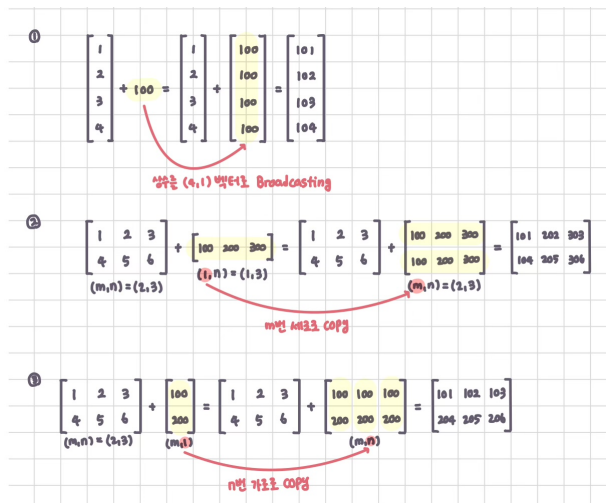 ①
1 1 100 101
2 2 100 102
+ 100 = + =
3 3 100 103
4 4 100 104
상수를 (4,1) 벡터로 Broadcasting
②
1 2 3 + 100 200 300 = 1 2 3 + 100 200 300 = 101 202 303
4 5 6 4 5 6 100 200 300 104 205 306
(m,n) = (2,3) (1,n) = (1,3) (m,n) = (2,3)
m번 세로로 copy
③
1 2 3 + 100 = 1 2 3 + 100 100 100 = 101 102 103
4 5 6 200 4 5 6 200 200 200 204 205 206
(m,n) = (2,3) (m,1) (m,n)
n번 가로로 copy